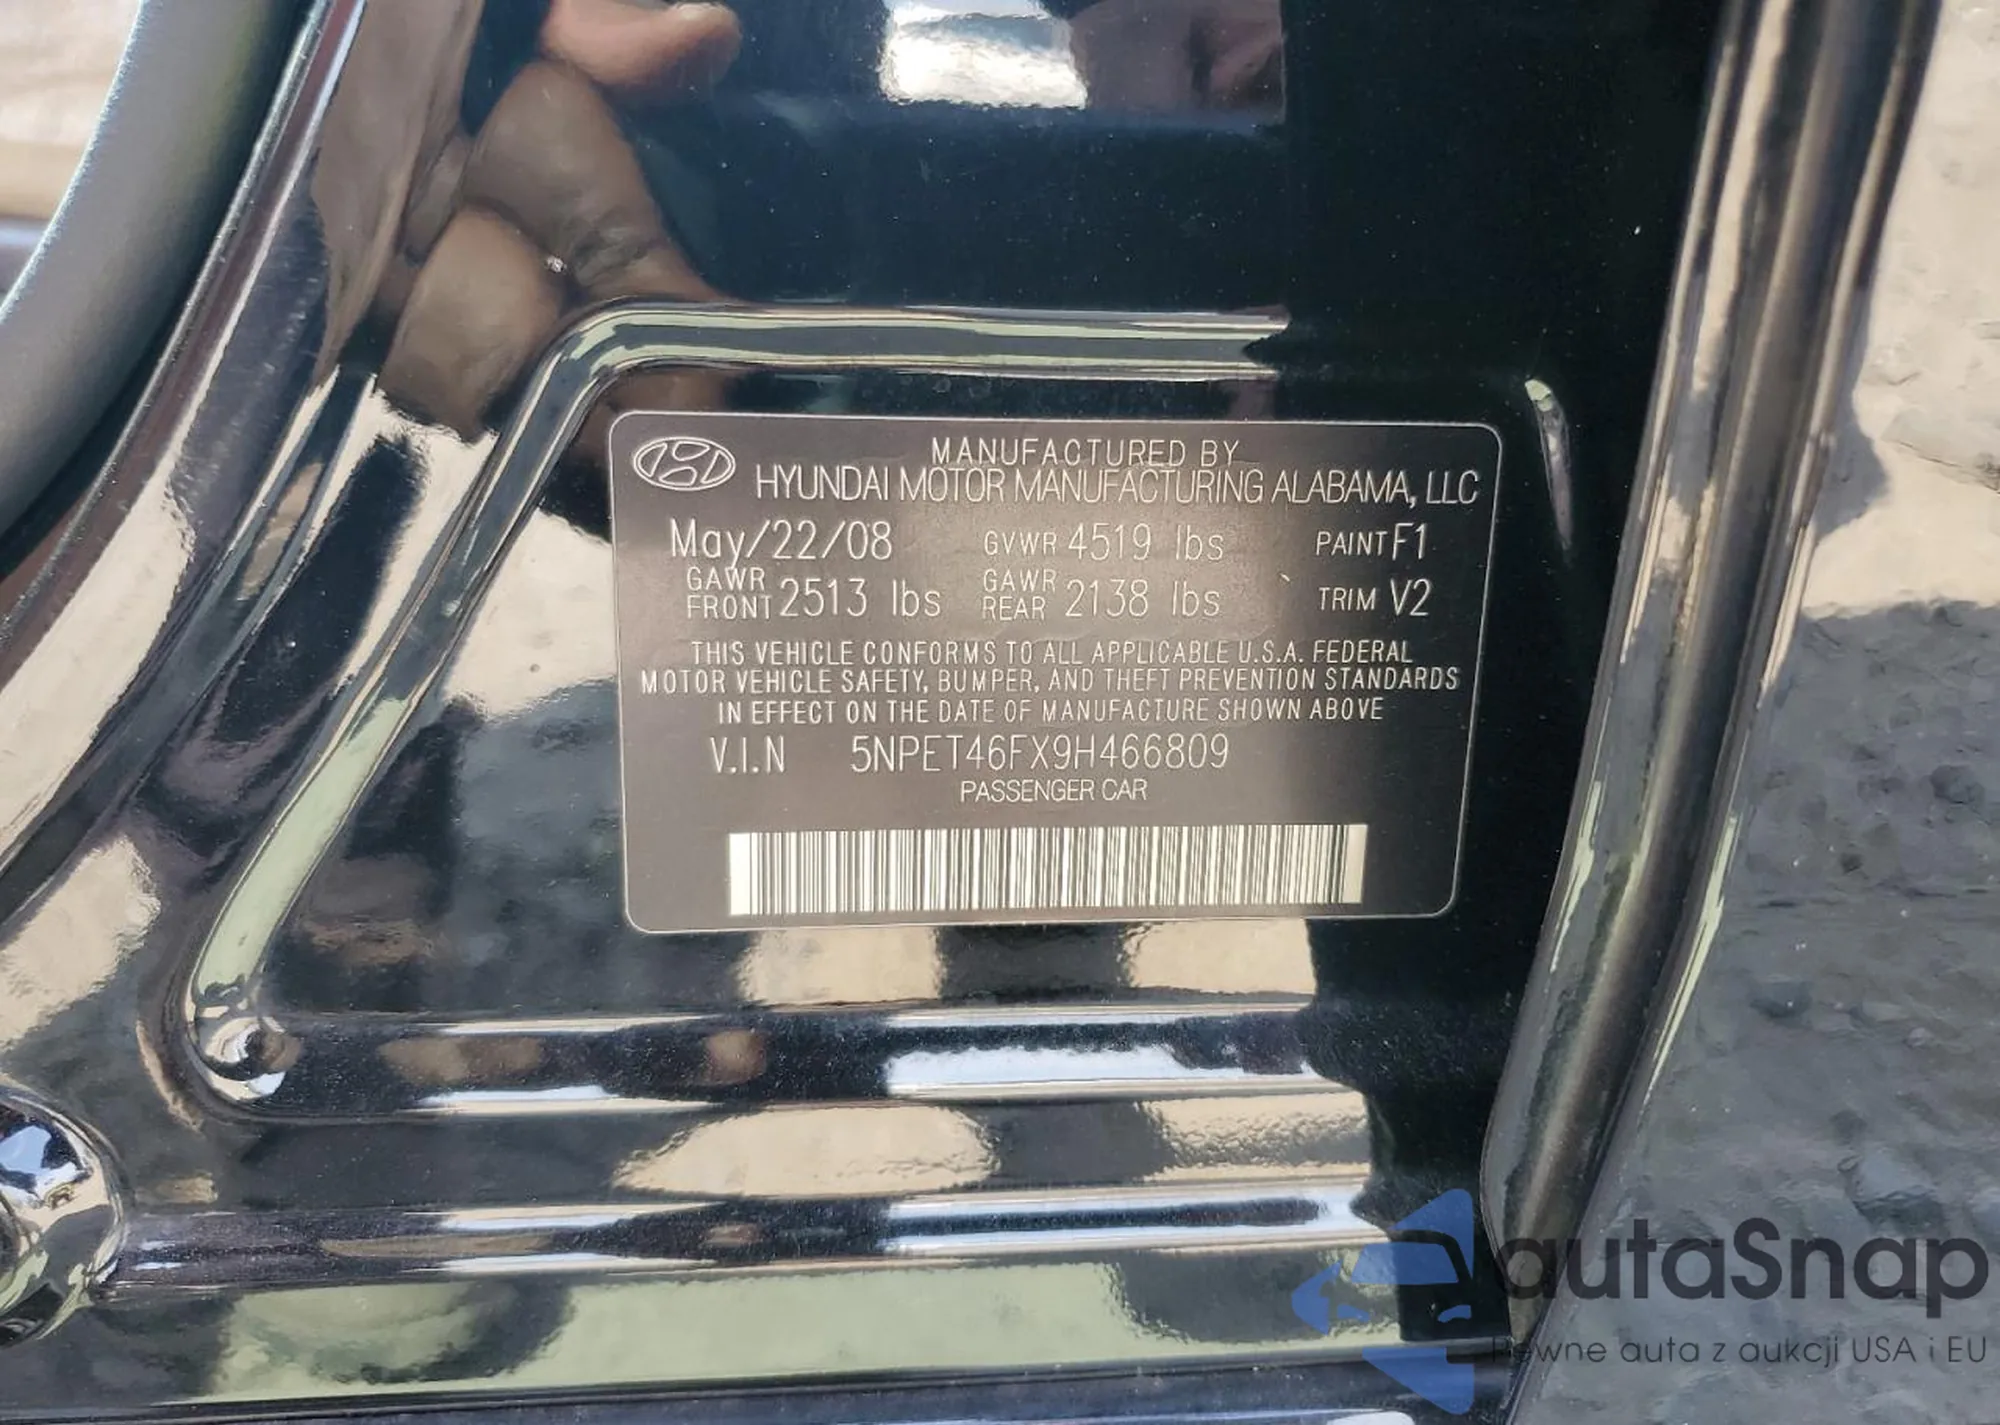 MANUFACTURED BY
HYUNDAI MOTOR MANUFACTURING ALABAMA, LLC
May/22/08 GVWR 4519 lbs PAINT F1
GAWR FRONT 2513 lbs GAWR REAR 2138 lbs TRIM V2
THIS VEHICLE CONFORMS TO ALL APPLICABLE U.S.A. FEDERAL
MOTOR VEHICLE SAFETY, BUMPER, AND THEFT PREVENTION STANDARDS
IN EFFECT ON THE DATE OF MANUFACTURE SHOWN ABOVE
V.I.N 5NPET46FX9H466809
PASSENGER CAR
autaSnap
Pewne auta z aukcji USA i EU